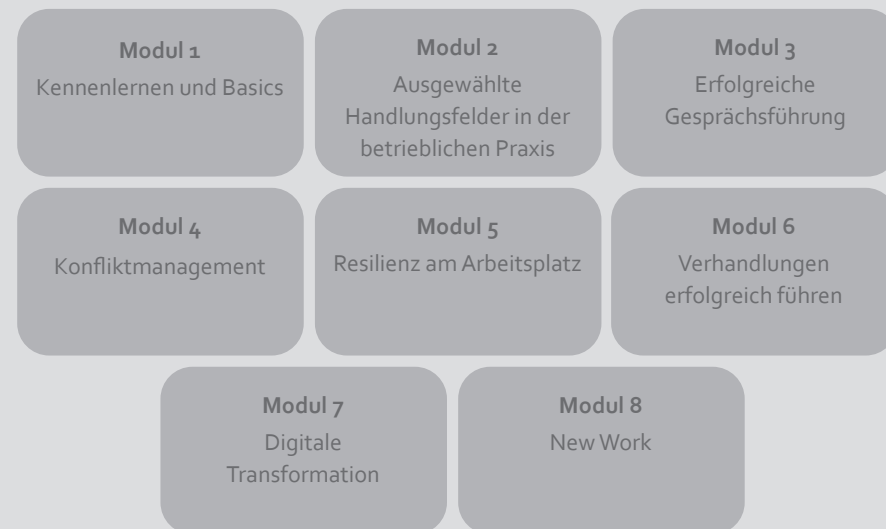 Modul 1
Kennenlernen und Basics
Modul 2
Ausgewählte
Handlungsfelder in der
betrieblichen Praxis
Modul 3
Erfolgreiche
Gesprächsführung
Modul 4
Konfliktmanagement
Modul 5
Resilienz am Arbeitsplatz
Modul 6
Verhandlungen
erfolgreich führen
Modul 7
Digitale
Transformation
Modul 8
New Work